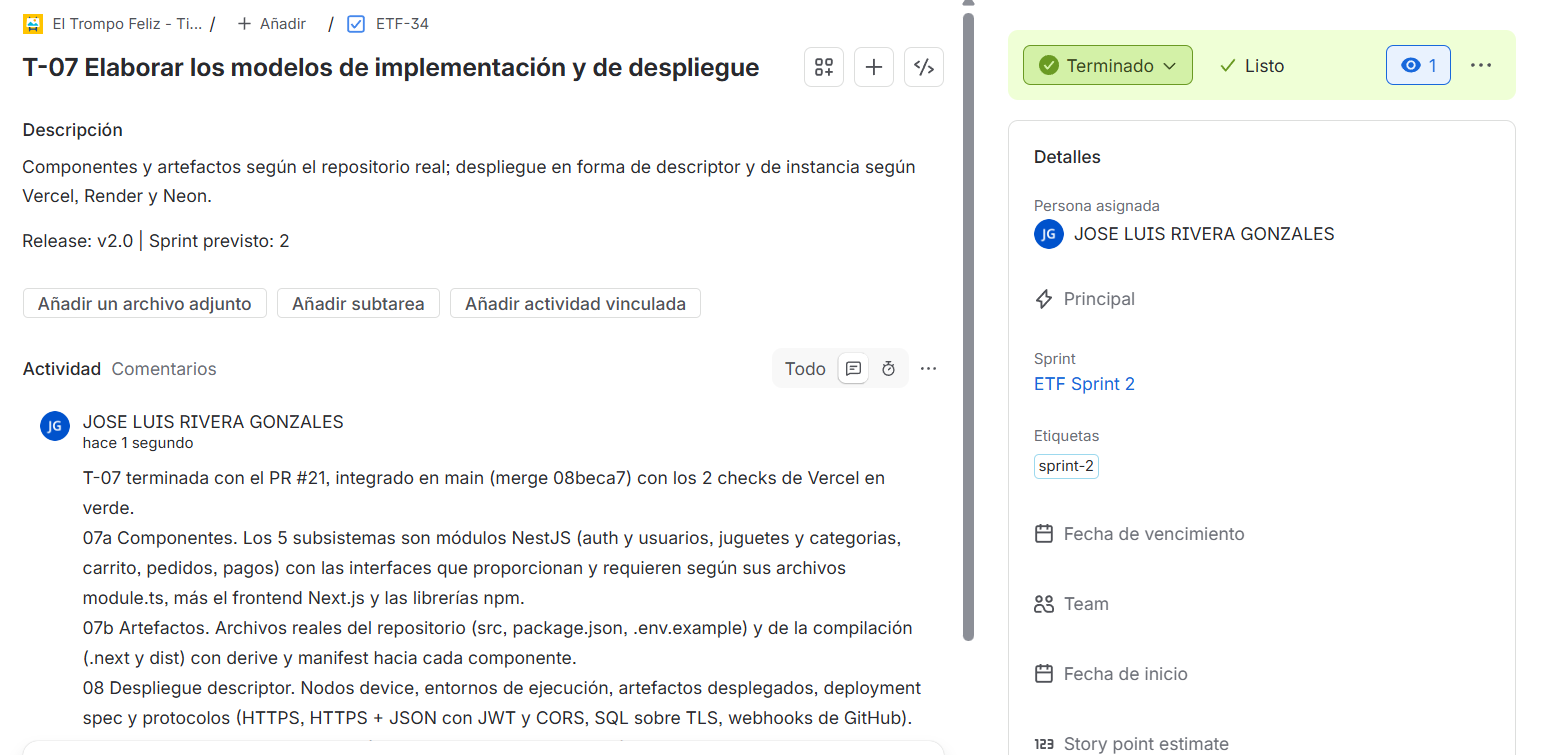 El Trompo Feliz - Ti... / + Añadir / ETF-34
T-07 Elaborar los modelos de implementación y de despliegue
Descripción
Componentes y artefactos según el repositorio real; despliegue en forma de descriptor y de instancia según
Vercel, Render y Neon.
Release: v2.0 | Sprint previsto: 2
Añadir un archivo adjunto Añadir subtarea Añadir actividad vinculada
Actividad Comentarios Todo
JG JOSE LUIS RIVERA GONZALES
hace 1 segundo
T-07 terminada con el PR #21, integrado en main (merge 08beca7) con los 2 checks de Vercel en
verde.
07a Componentes. Los 5 subsistemas son módulos NestJS (auth y usuarios, juguetes y categorias,
carrito, pedidos, pagos) con las interfaces que proporcionan y requieren según sus archivos
module.ts, más el frontend Next.js y las librerías npm.
07b Artefactos. Archivos reales del repositorio (src, package.json, .env.example) y de la compilación
(.next y dist) con derive y manifest hacia cada componente.
08 Despliegue descriptor. Nodos device, entornos de ejecución, artefactos desplegados, deployment
spec y protocolos (HTTPS, HTTPS + JSON con JWT y CORS, SQL sobre TLS, webhooks de GitHub).
Terminado Listo 1
Detalles
Persona asignada
JG JOSE LUIS RIVERA GONZALES
Principal
Sprint
ETF Sprint 2
Etiquetas
sprint-2
Fecha de vencimiento
Team
Fecha de inicio
123 Story point estimate